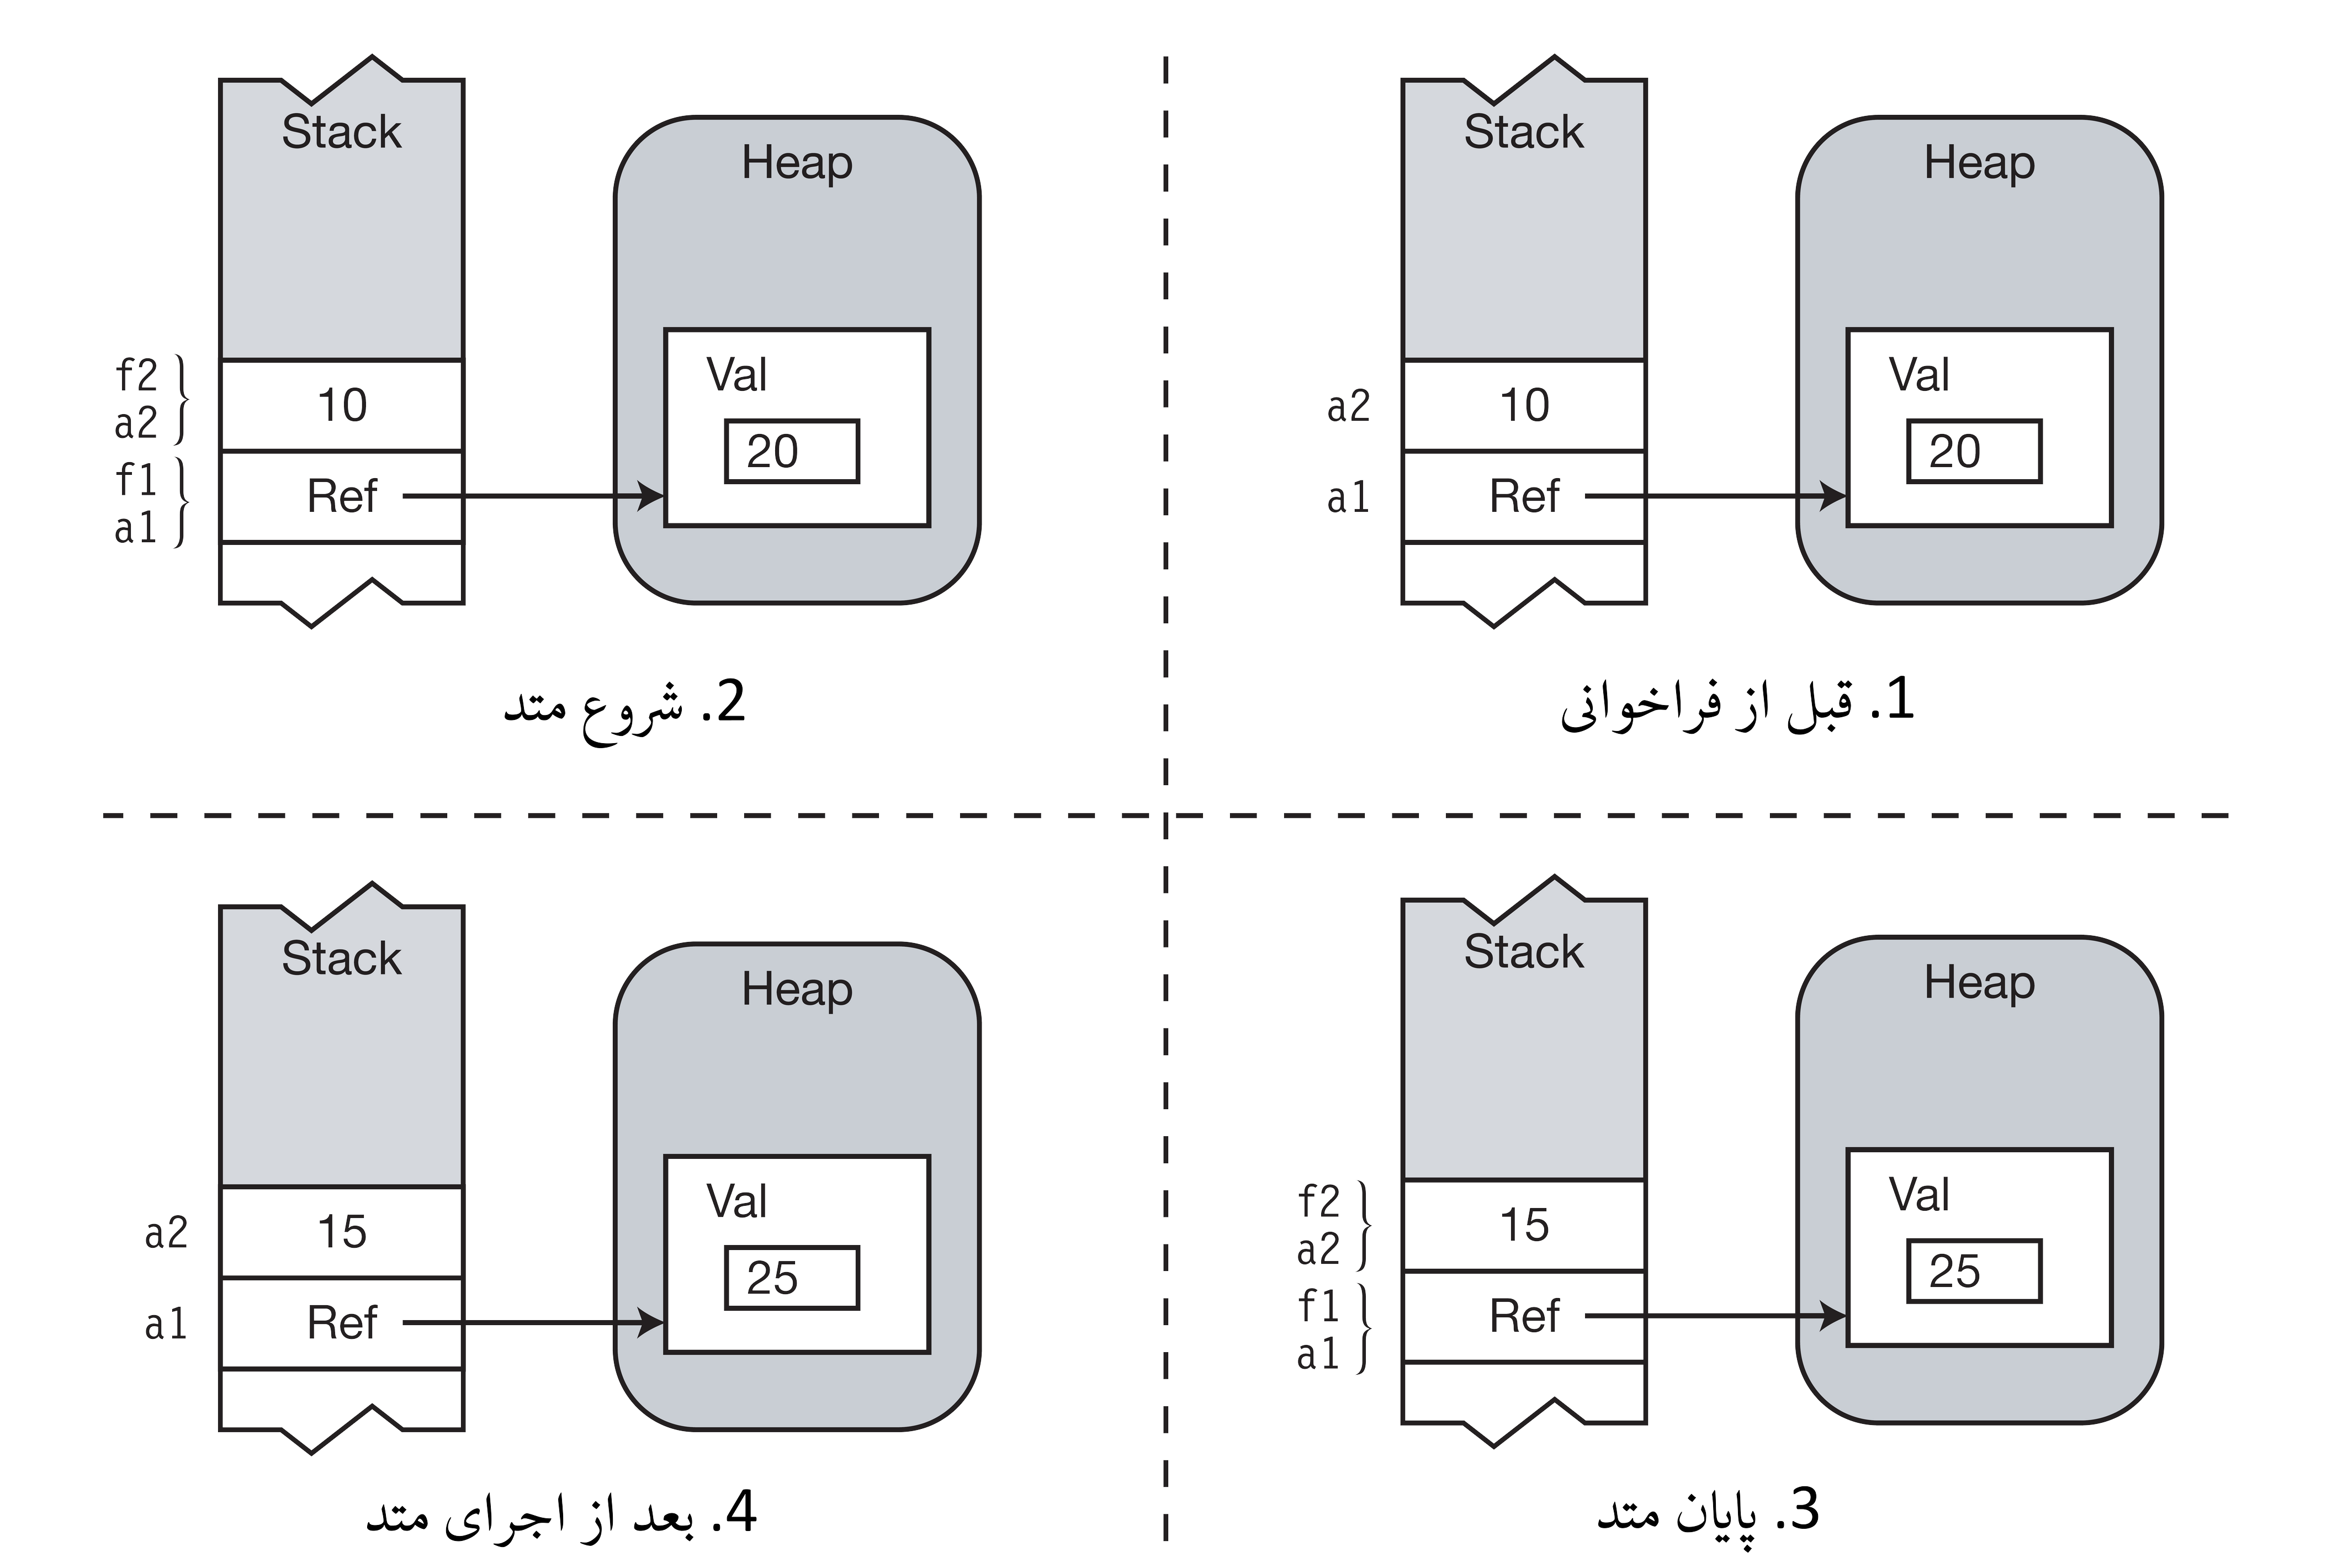 Stack
Heap
Val
a2
10
20
a1
Ref
1. قبل از فراخوانی
Stack
Heap
f2
Val
10
a2
20
f1
Ref
a1
2. شروع متد
Stack
Heap
f2
Val
15
a2
25
f1
Ref
a1
3. پایان متد
Stack
Heap
Val
a2
15
25
a1
Ref
4. بعد از اجرای متد